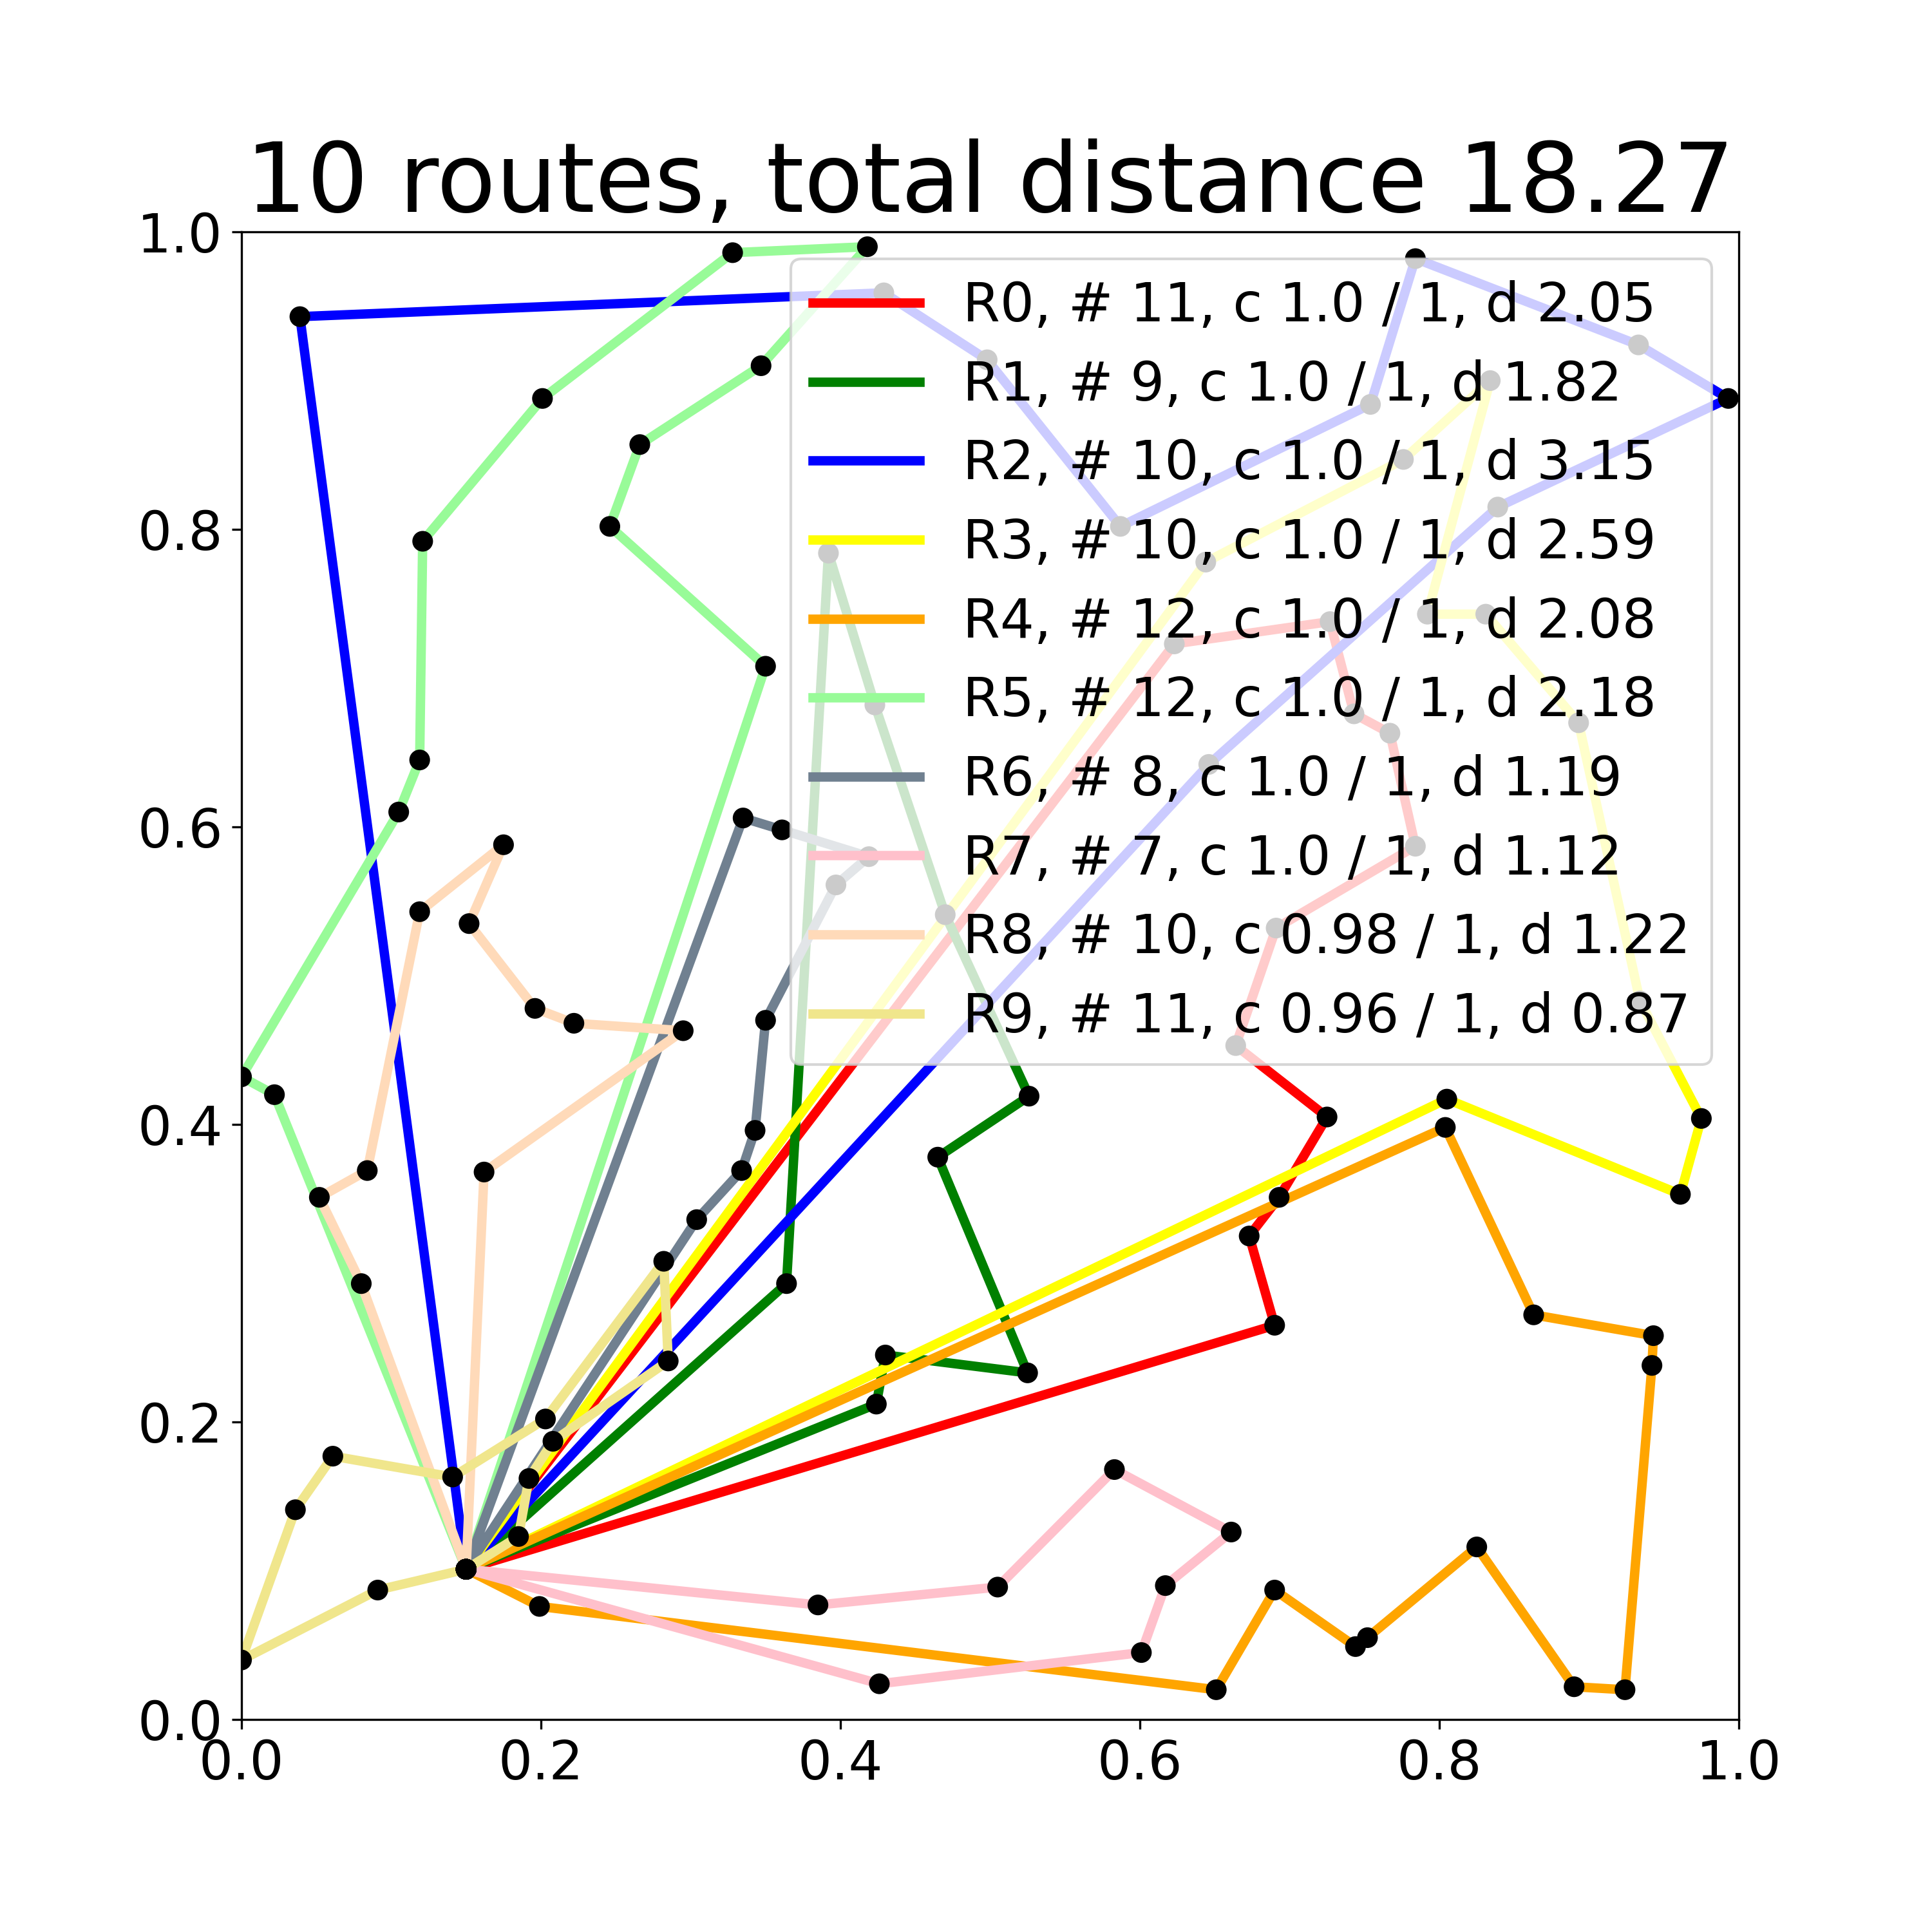 10 routes, total distance 18.27
1.0
0.8
0.6
0.4
0.2
0.0
R0, # 11, c 1.0 / 1, d 2.05
R1, # 9, c 1.0 / 1, d 1.82
R2, # 10, c 1.0 / 1, d 3.15
R3, # 10, c 1.0 / 1, d 2.59
R4, # 12, c 1.0 / 1, d 2.08
R5, # 12, c 1.0 / 1, d 2.18
R6, # 8, c 1.0 / 1, d 1.19
R7, # 7, c 1.0 / 1, d 1.12
R8, # 10, c 0.98 / 1, d 1.22
R9, # 11, c 0.96 / 1, d 0.87
0.0 0.2 0.4 0.6 0.8 1.0